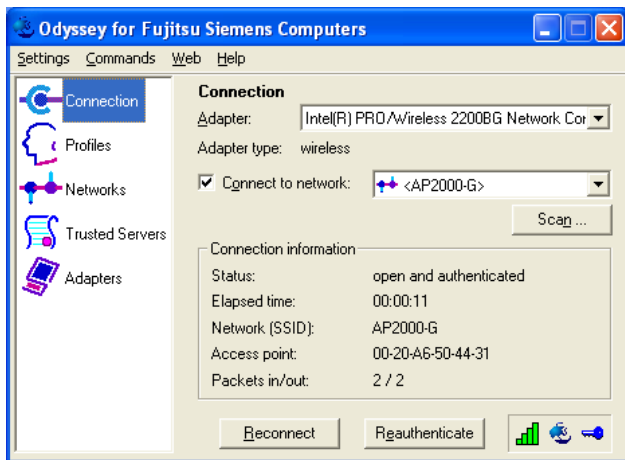 Odyssey for Fujitsu Siemens Computers
Settings Commands Web Help
Connection
Profiles
Networks
Trusted Servers
Adapters
Connection
Adapter: Intel(R) PRO/Wireless 2200BG Network Cor
Adapter type: wireless
Connect to network: <AP2000-G>
Scan ...
Connection information
Status: open and authenticated
Elapsed time: 00:00:11
Network (SSID): AP2000-G
Access point: 00-20-A6-50-44-31
Packets in/out: 2 / 2
Reconnect Reauthenticate